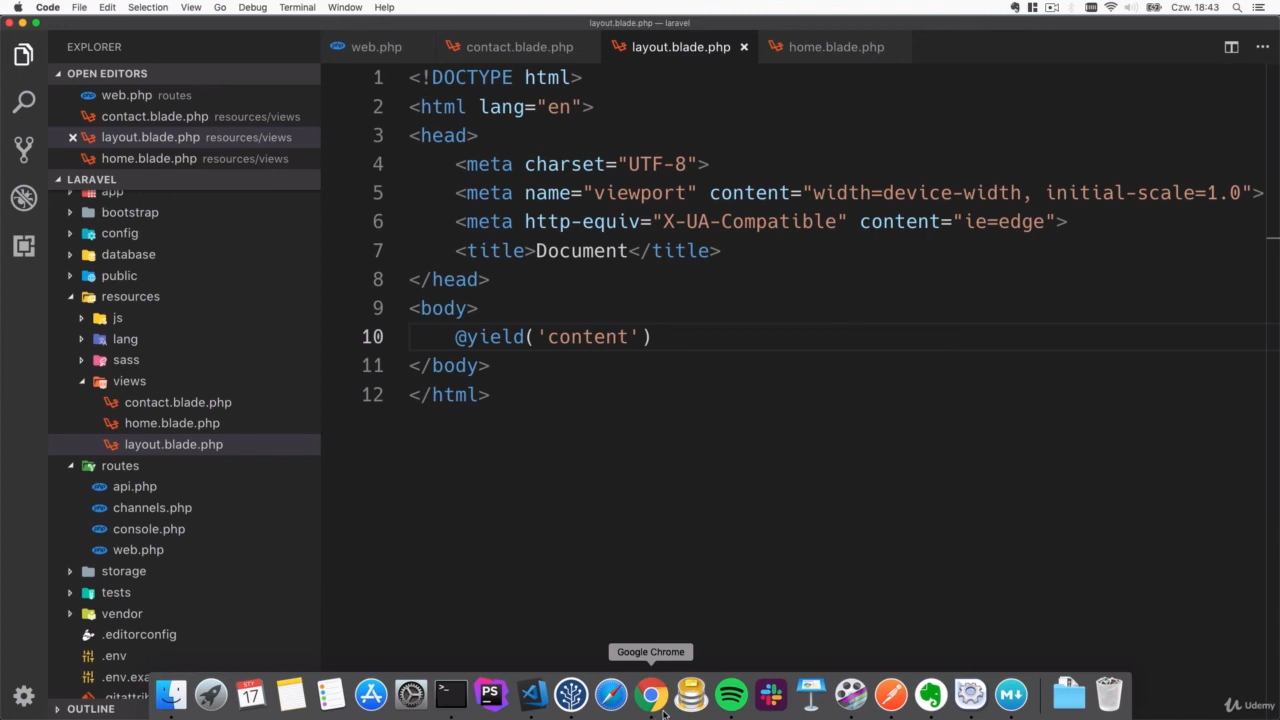 Code File Edit Selection View Go Debug Terminal Window Help Czw. 18:43
layout.blade.php — laravel
EXPLORER
OPEN EDITORS
web.php routes
contact.blade.php resources/views
layout.blade.php resources/views
home.blade.php resources/views
LARAVEL
app
bootstrap
config
database
public
resources
js
lang
sass
views
contact.blade.php
home.blade.php
layout.blade.php
routes
api.php
channels.php
console.php
web.php
storage
tests
vendor
.editorconfig
.env
.env.exa
.gitattrib
OUTLINE
web.php contact.blade.php layout.blade.php home.blade.php
1 <!DOCTYPE html>
2 <html lang="en">
3 <head>
4 <meta charset="UTF-8">
5 <meta name="viewport" content="width=device-width, initial-scale=1.0">
6 <meta http-equiv="X-UA-Compatible" content="ie=edge">
7 <title>Document</title>
8 </head>
9 <body>
10 @yield('content')
11 </body>
12 </html>
Google Chrome
17
PS
M
Udemy